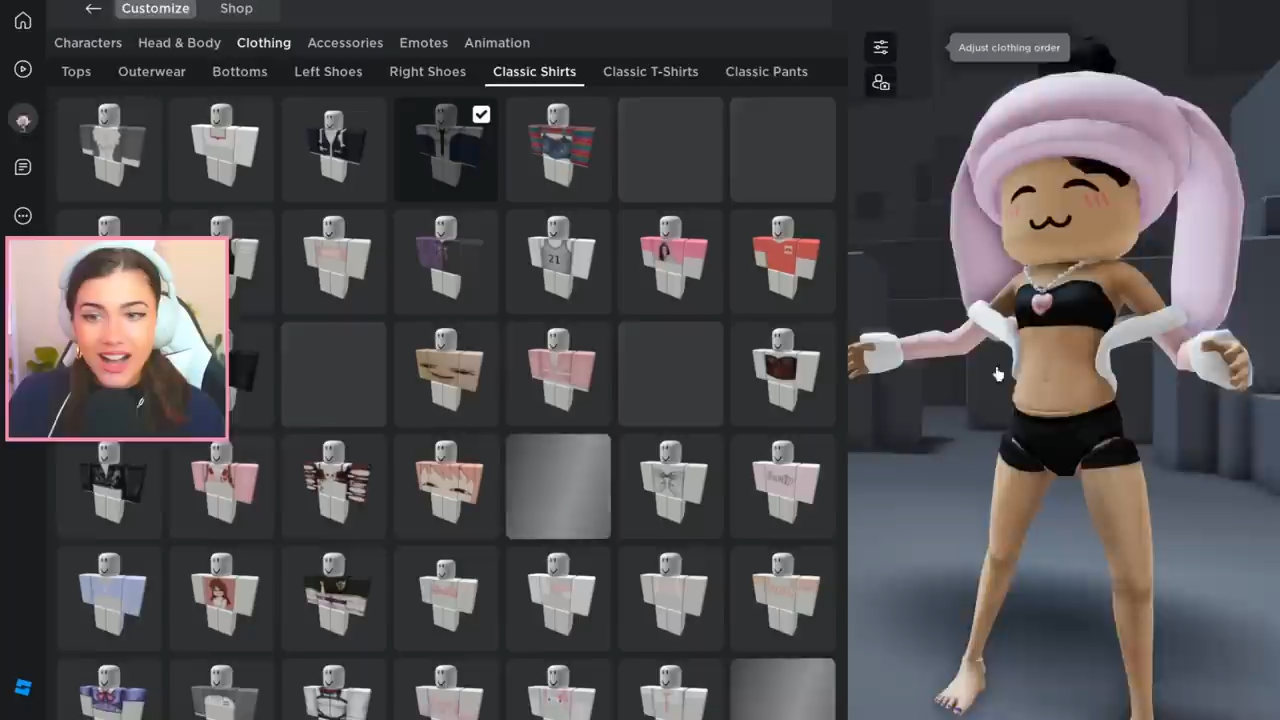 Customize Shop
Adjust clothing order
Characters Head & Body Clothing Accessories Emotes Animation
Tops Outerwear Bottoms Left Shoes Right Shoes Classic Shirts Classic T-Shirts Classic Pants
21